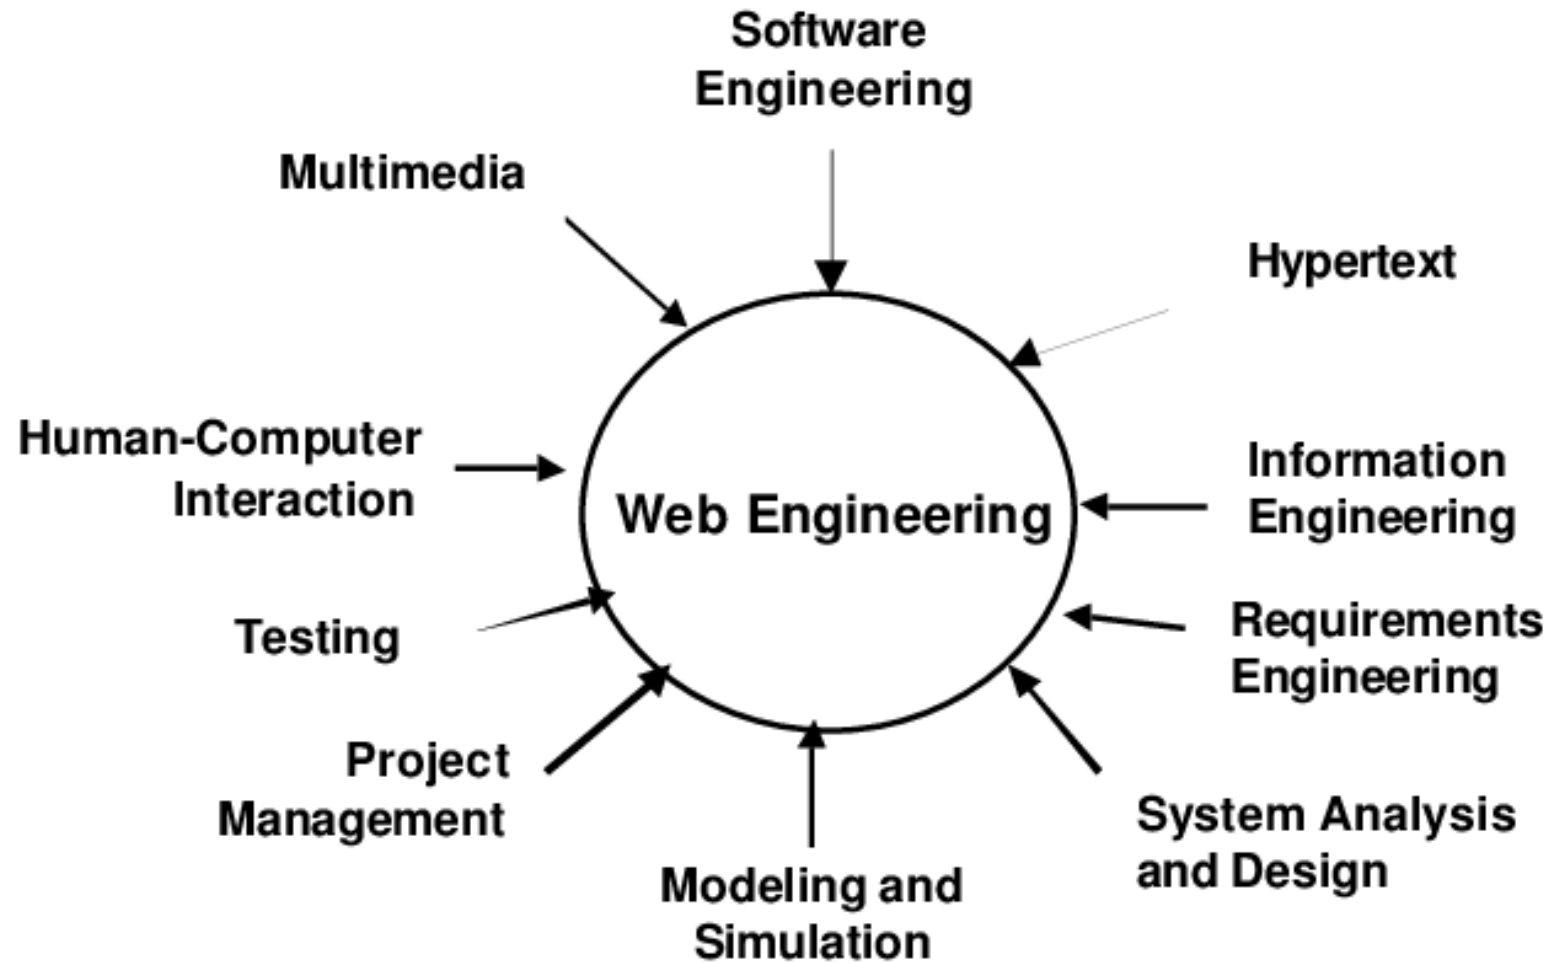 Software
Engineering
Multimedia
Hypertext
Human-Computer
Interaction
Information
Engineering
Web Engineering
Testing
Requirements
Engineering
Project
Management
System Analysis
and Design
Modeling and
Simulation